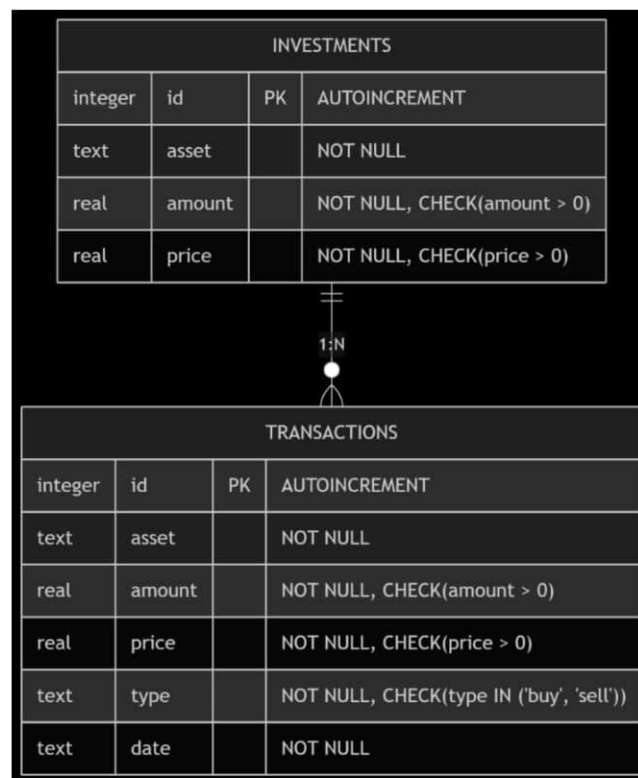 INVESTMENTS
integer id PK AUTOINCREMENT
text asset NOT NULL
real amount NOT NULL, CHECK(amount > 0)
real price NOT NULL, CHECK(price > 0)
1:N
TRANSACTIONS
integer id PK AUTOINCREMENT
text asset NOT NULL
real amount NOT NULL, CHECK(amount > 0)
real price NOT NULL, CHECK(price > 0)
text type NOT NULL, CHECK(type IN ('buy', 'sell'))
text date NOT NULL